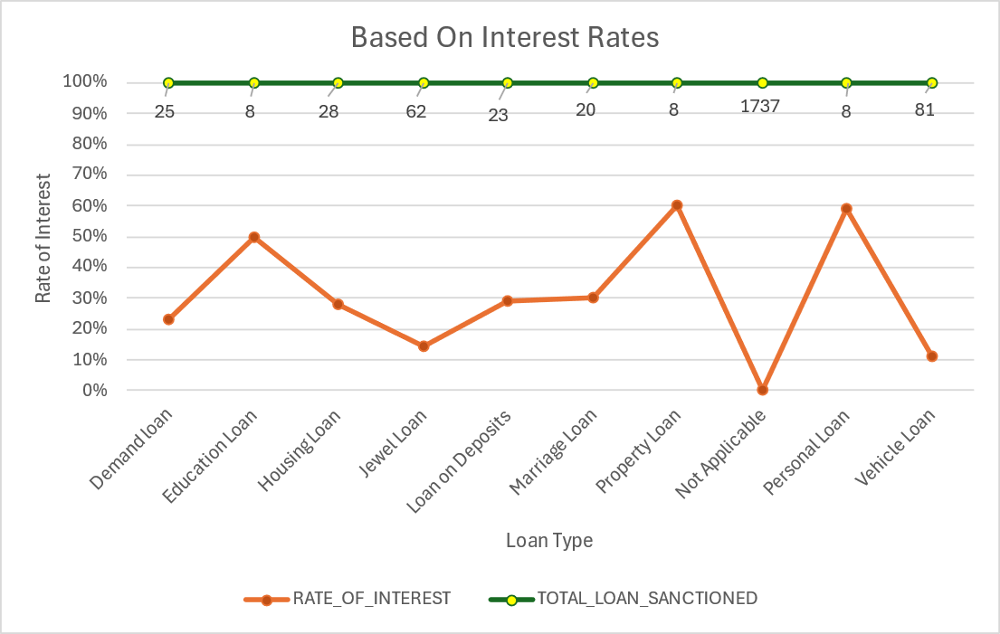 Based On Interest Rates
100%
90%
80%
70%
60%
50%
40%
30%
20%
10%
0%
Rate of Interest
25
8
28
62
23
20
8
1737
8
81
Demand loan
Education Loan
Housing Loan
Jewel Loan
Loan on Deposits
Marriage Loan
Property Loan
Not Applicable
Personal Loan
Vehicle Loan
Loan Type
RATE_OF_INTEREST
TOTAL_LOAN_SANCTIONED